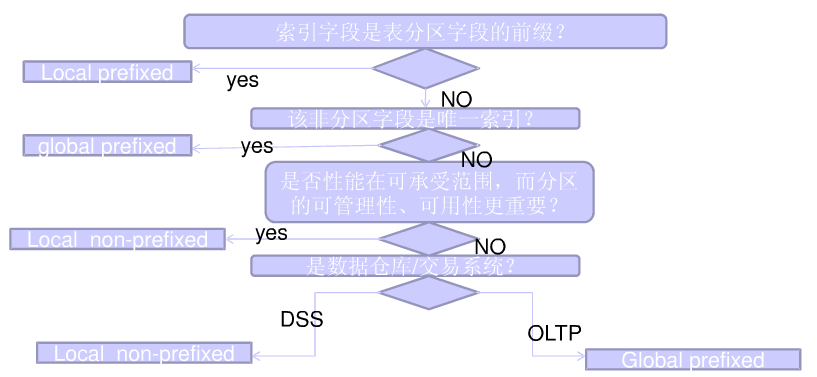 索引字段是表分区字段的前缀？
Local prefixed
yes
NO
该非分区字段是唯一索引？
global prefixed
yes
NO
是否性能在可承受范围，而分区
的可管理性、可用性更重要？
Local non-prefixed
yes
NO
是数据仓库/交易系统？
DSS
OLTP
Local non-prefixed
Global prefixed